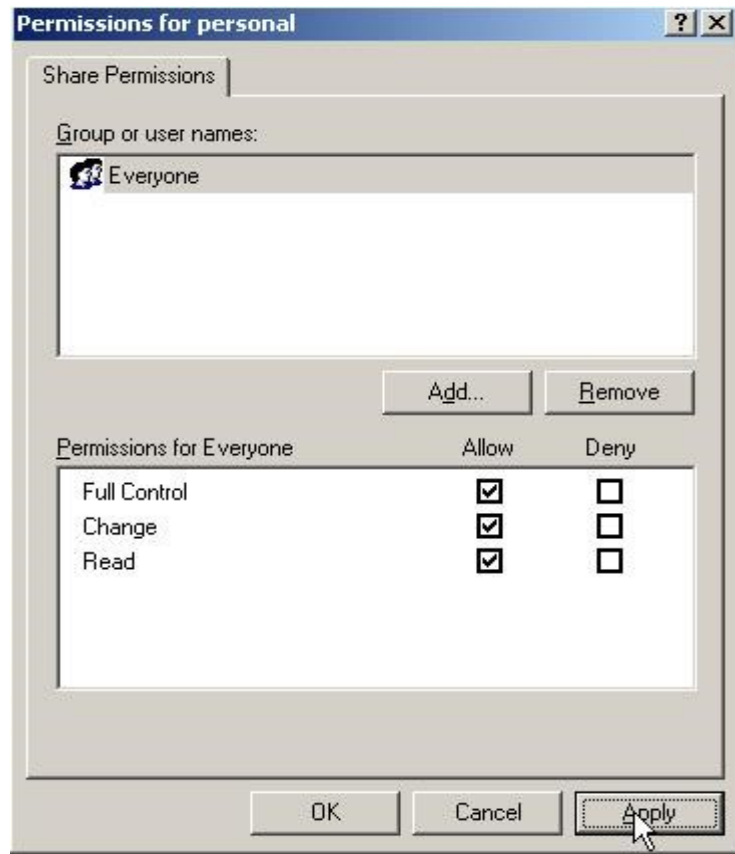 Permissions for personal
Share Permissions
Group or user names:
Everyone
Add... Remove
Permissions for Everyone Allow Deny
Full Control
Change
Read
OK Cancel Apply